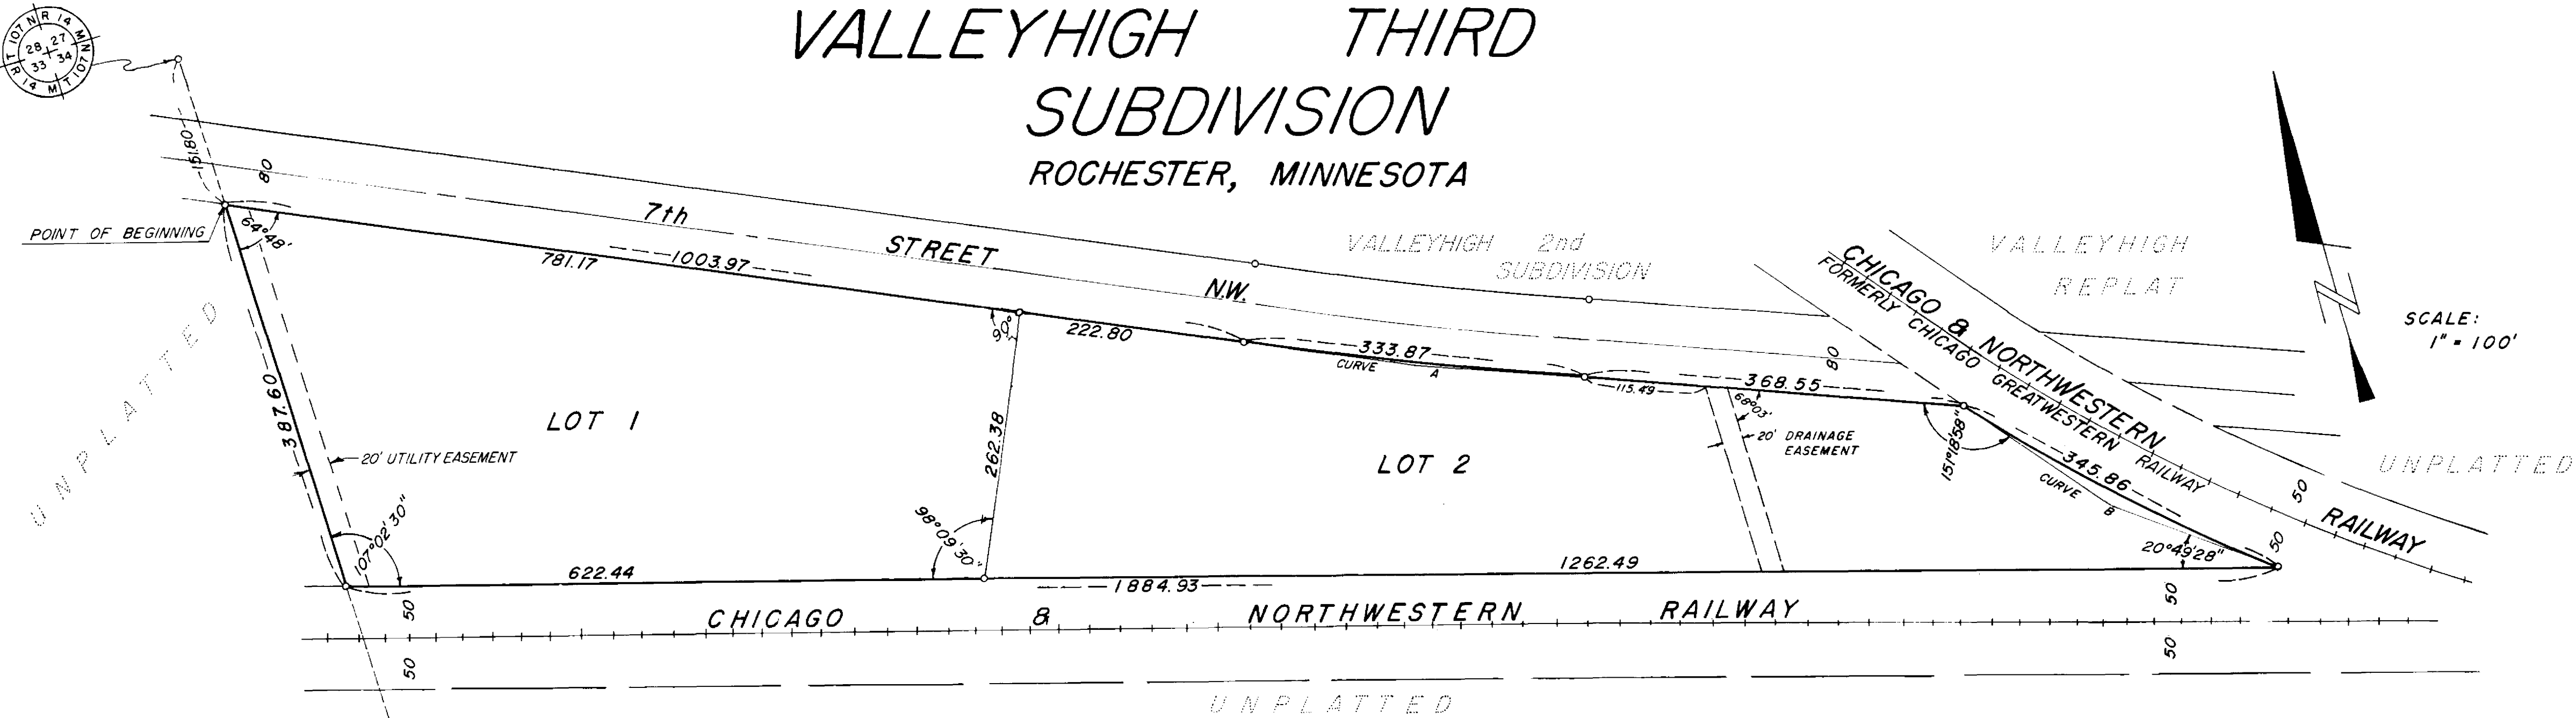 VALLEYHIGH THIRD
SUBDIVISION
ROCHESTER, MINNESOTA
T 107 N R 14 M
28 27
33 34
R 14 M T 107 N
151.80
80
POINT OF BEGINNING
64°48'
7th STREET N.W.
781.17
1003.97
222.80
VALLEYHIGH 2nd
SUBDIVISION
CHICAGO & NORTHWESTERN RAILWAY
FORMERLY CHICAGO GREATWESTERN RAILWAY
VALLEYHIGH
REPLAT
SCALE:
1" = 100'
UNPLATTED
387.60
20' UTILITY EASEMENT
LOT 1
90°
262.38
333.87
CURVE A
115.49
368.55
80
68°03'
20' DRAINAGE
EASEMENT
LOT 2
151°18'58"
345.86
CURVE B
50
50
UNPLATTED
107°02'30"
98°09'30"
20°49'28"
622.44
1884.93
1262.49
50
50
CHICAGO & NORTHWESTERN RAILWAY
50
50
UNPLATTED